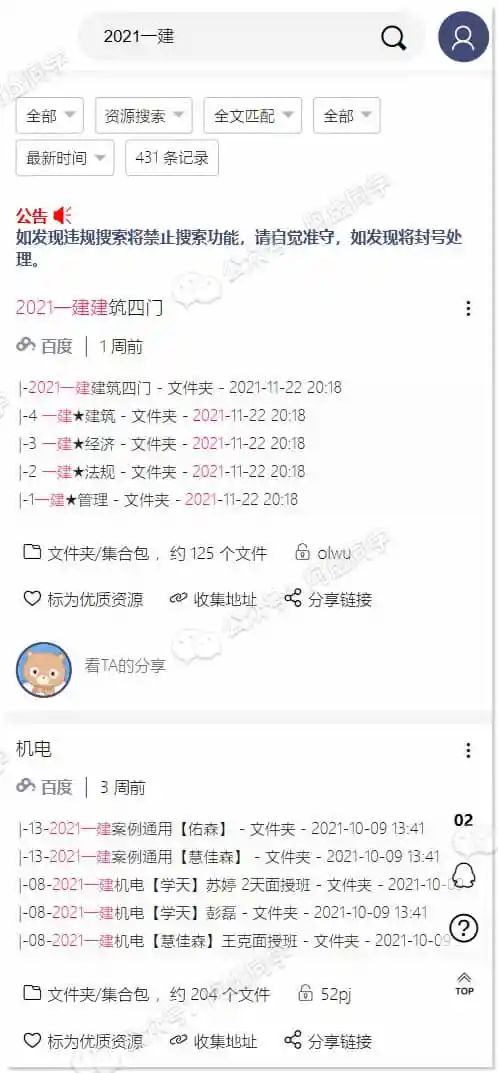 2021一建
全部 资源搜索 全文匹配 全部
最新时间 431 条记录
公告
如发现违规搜索将禁止搜索功能，请自觉准守，如发现将封号处
理。
2021一建建筑四门
百度 | 1 周前
|-2021一建建筑四门 - 文件夹 - 2021-11-22 20:18
|-4 一建★建筑 - 文件夹 - 2021-11-22 20:18
|-3 一建★经济 - 文件夹 - 2021-11-22 20:18
|-2 一建★法规 - 文件夹 - 2021-11-22 20:18
|-1一建★管理 - 文件夹 - 2021-11-22 20:18
文件夹/集合包 ，约 125 个文件 olwu
标为优质资源 收集地址 分享链接
看TA的分享
机电
百度 | 3 周前
|-13-2021一建案例通用【佑森】 - 文件夹 - 2021-10-09 13:41
|-13-2021一建案例通用【慧佳森】 - 文件夹 - 2021-10-09 13:41
|-08-2021一建机电【学天】苏婷 2天面授班 - 文件夹 - 2021-10-0
|-08-2021一建机电【学天】彭磊 - 文件夹 - 2021-10-09 13:41
|-08-2021一建机电【慧佳森】王克面授班 - 文件夹 - 2021-10-09
02
TOP
文件夹/集合包 ，约 204 个文件 52pj
标为优质资源 收集地址 分享链接